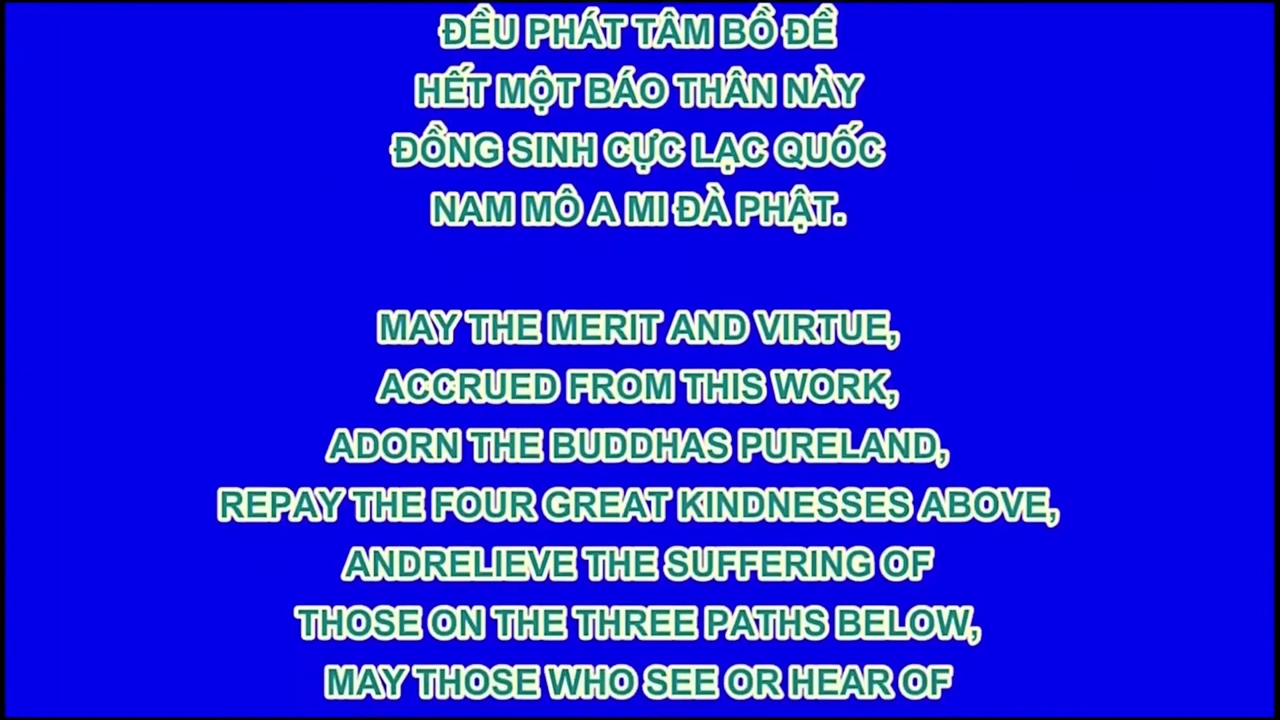 ĐỀU PHÁT TÂM BỒ ĐỀ
HẾT MỘT BÁO THÂN NÀY
ĐỒNG SINH CỰC LẠC QUỐC
NAM MÔ A MI ĐÀ PHẬT.
MAY THE MERIT AND VIRTUE,
ACCRUED FROM THIS WORK,
ADORN THE BUDDHAS PURELAND,
REPAY THE FOUR GREAT KINDNESSES ABOVE,
ANDRELIEVE THE SUFFERING OF
THOSE ON THE THREE PATHS BELOW,
MAY THOSE WHO SEE OR HEAR OF